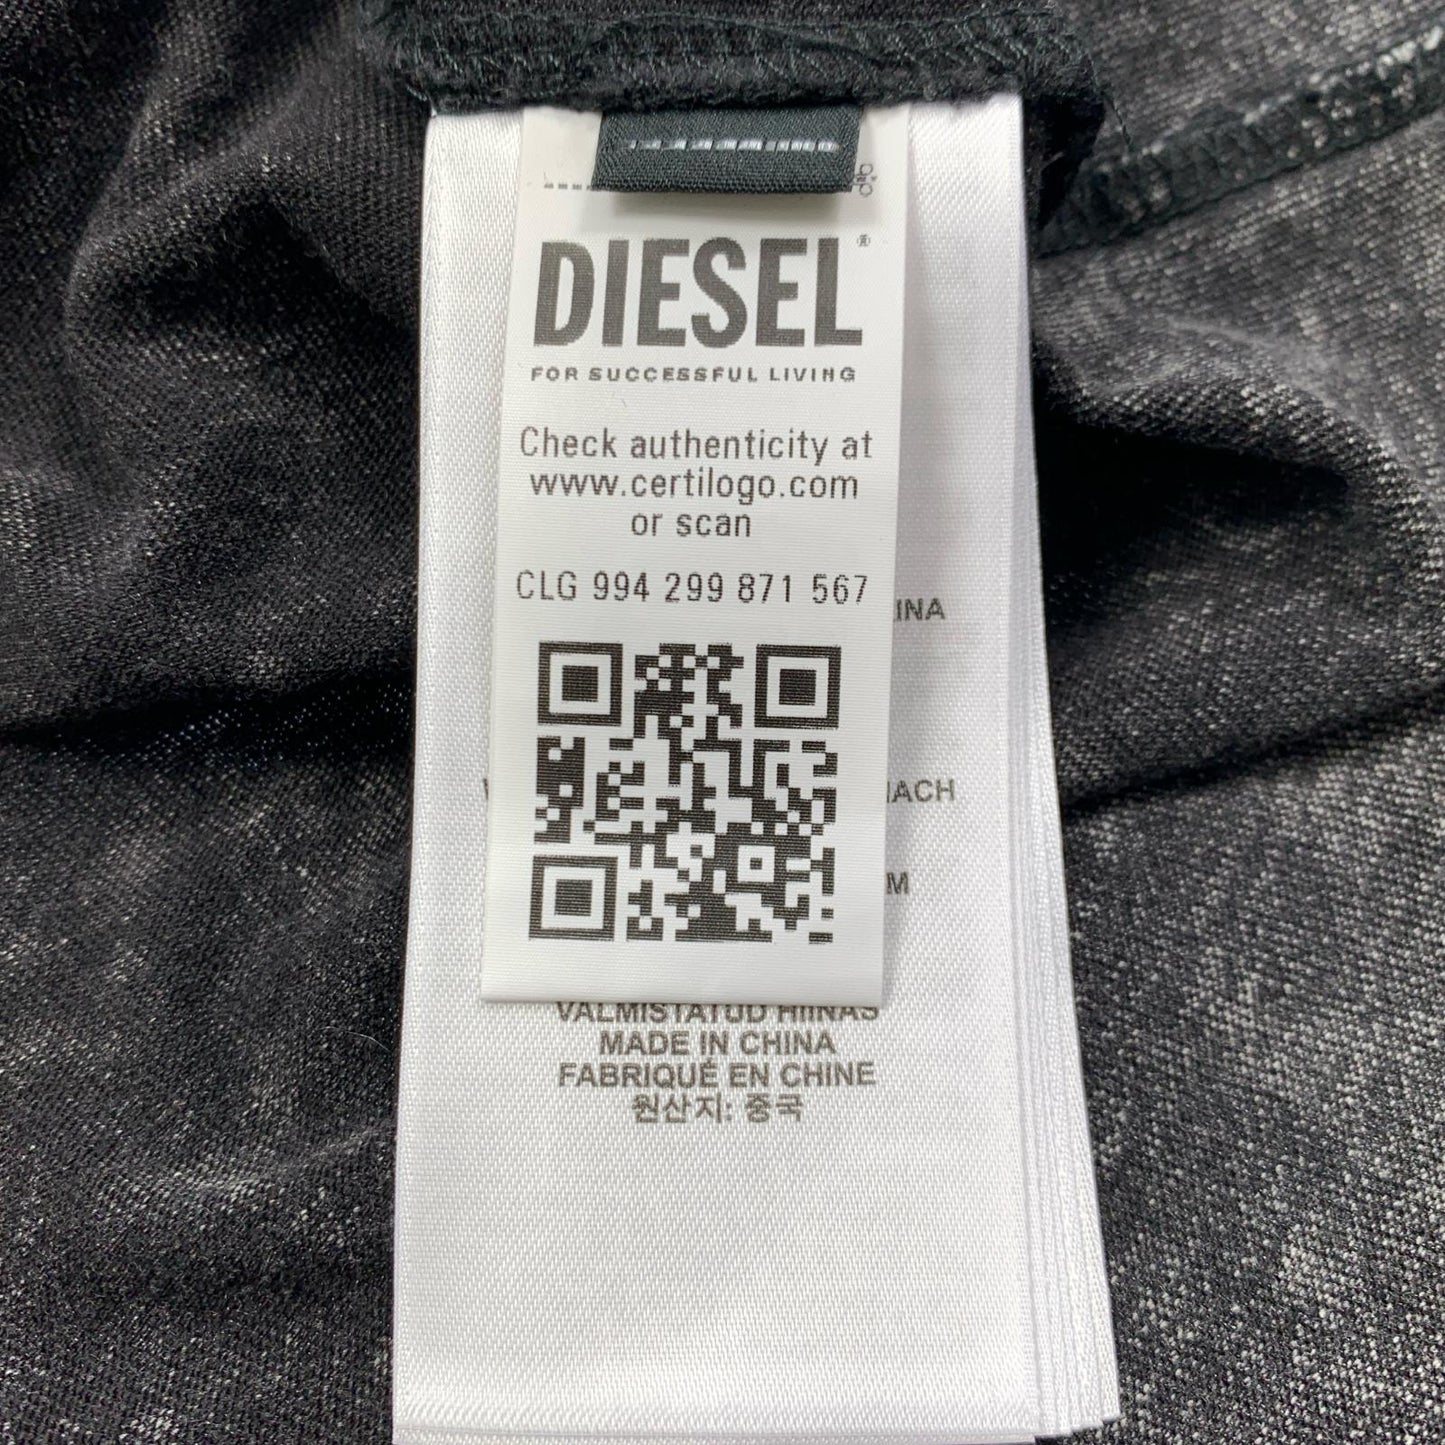 DIESEL®
FOR SUCCESSFUL LIVING
Check authenticity at
www.certilogo.com
or scan
CLG 994 299 871 567
VALMISTATUD HIINAS
MADE IN CHINA
FABRIQUÉ EN CHINE
원산지: 중국